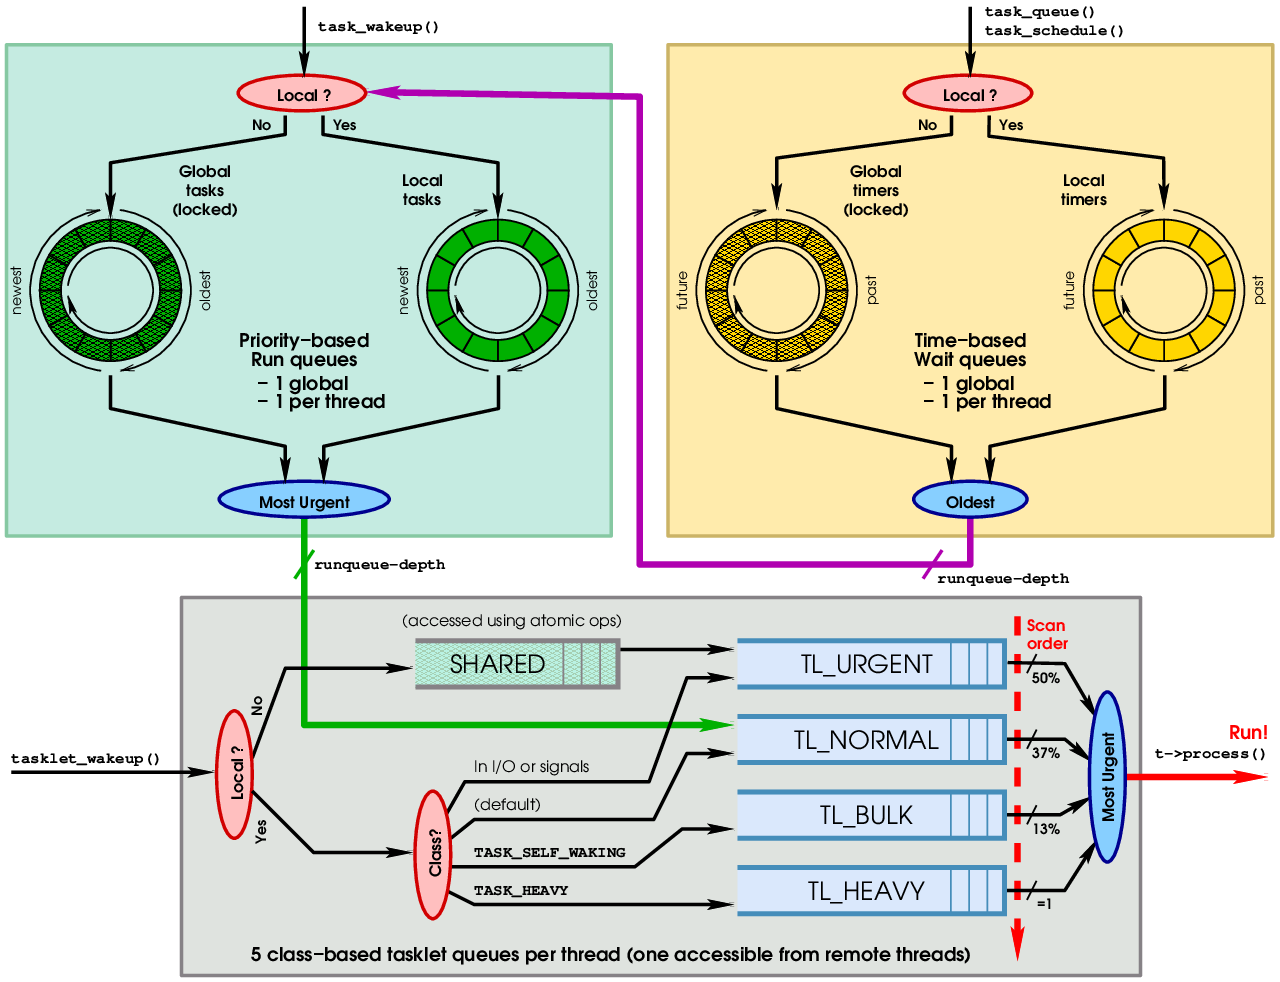 task_wakeup()
task_queue()
task_schedule()
Local ?
No
Yes
Global
tasks
(locked)
Local
tasks
newest
oldest
newest
oldest
Priority-based
Run queues
- 1 global
- 1 per thread
Most Urgent
Local ?
No
Yes
Global
timers
(locked)
Local
timers
future
past
future
past
Time-based
Wait queues
- 1 global
- 1 per thread
Oldest
runqueue-depth
runqueue-depth
(accessed using atomic ops)
SHARED
TL_URGENT
Scan
order
50%
No
tasklet_wakeup()
Local ?
Yes
In I/O or signals
(default)
Class?
TASK_SELF_WAKING
TASK_HEAVY
TL_NORMAL
37%
TL_BULK
13%
TL_HEAVY
=1
Most Urgent
Run!
t->process()
5 class-based tasklet queues per thread (one accessible from remote threads)